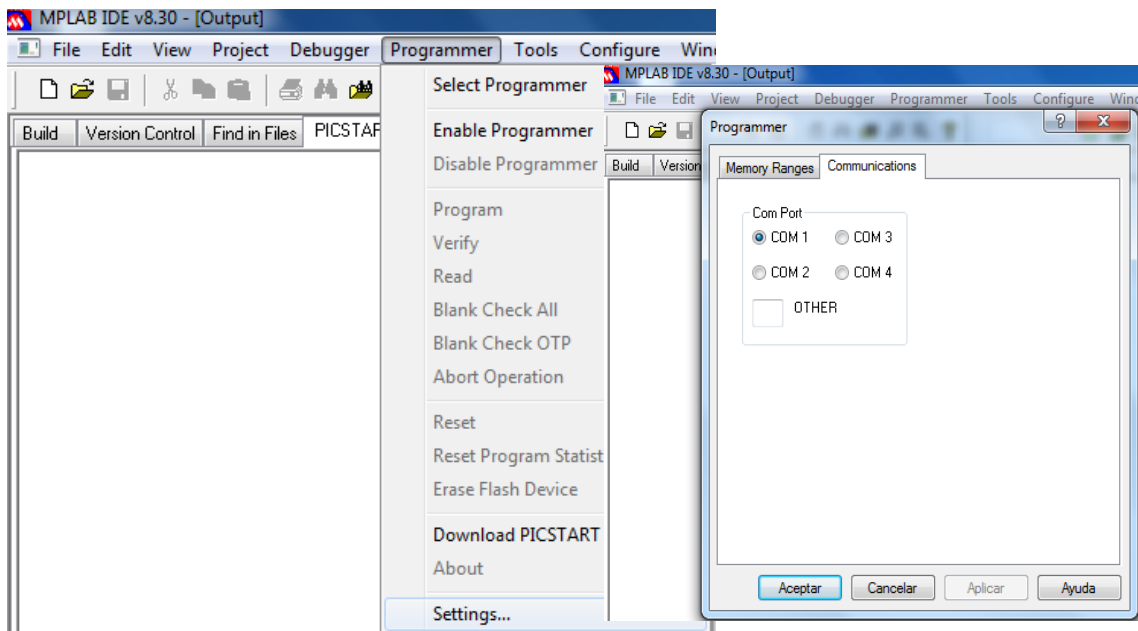 MPLAB IDE v8.30 - [Output]
File Edit View Project Debugger Programmer Tools Configure
Build Version Control Find in Files
Select Programmer
Enable Programmer
Disable Programmer
Program
Verify
Read
Blank Check All
Blank Check OTP
Abort Operation
Reset
Reset Program
Erase Flash Device
Download PICSTART
About
Settings...
MPLAB IDE v8.30 - [Output]
File Edit View Project Debugger Programmer Tools Configure
Build Version
Programmer
Memory Ranges Communications
Com Port
COM 1 COM 3
COM 2 COM 4
OTHER
Aceptar Cancelar Aplicar Ayuda